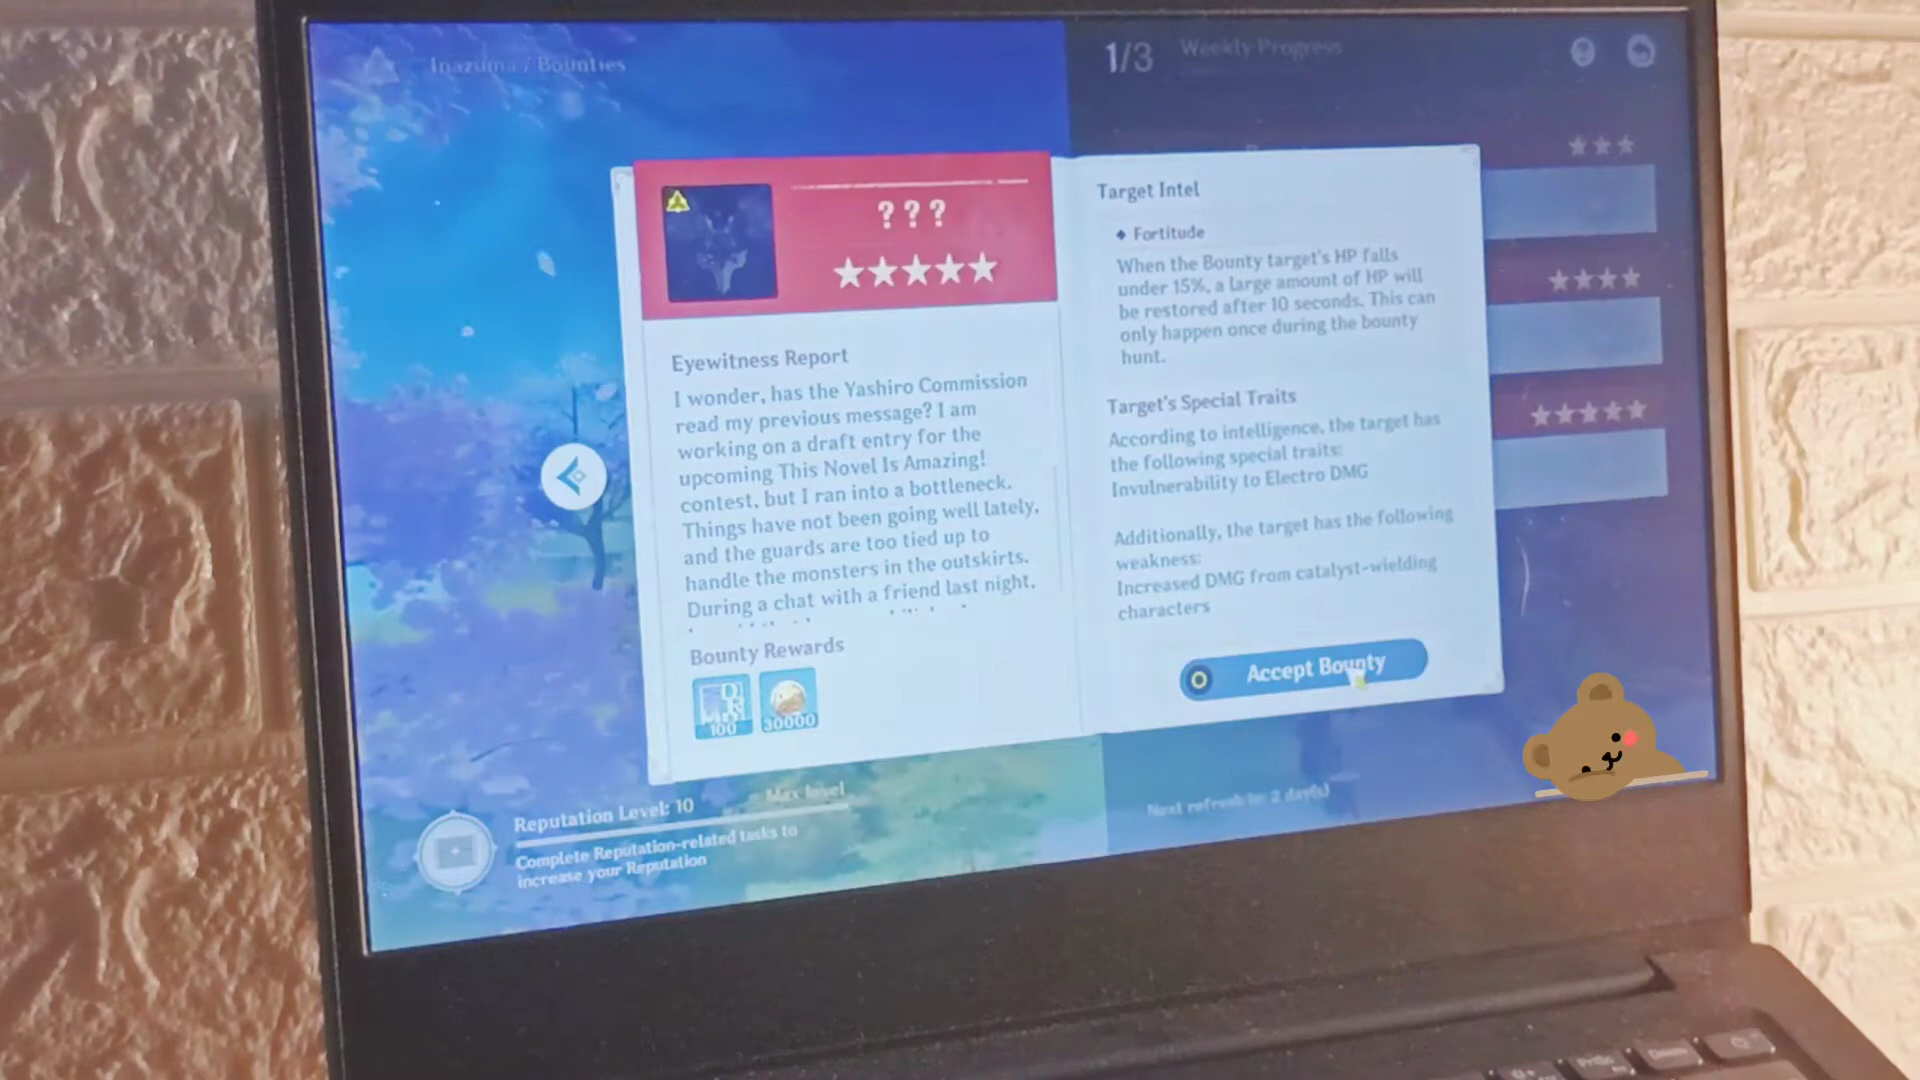 Inazuma / Bounties
1/3 Weekly Progress
? ? ?
Eyewitness Report
I wonder, has the Yashiro Commission
read my previous message? I am
working on a draft entry for the
upcoming This Novel Is Amazing!
contest, but I ran into a bottleneck.
Things have not been going well lately,
and the guards are too tied up to
handle the monsters in the outskirts.
During a chat with a friend last night,
Bounty Rewards
100
30000
Target Intel
Fortitude
When the Bounty target's HP falls
under 15%, a large amount of HP will
be restored after 10 seconds. This can
only happen once during the bounty
hunt.
Target's Special Traits
According to intelligence, the target has
the following special traits:
Invulnerability to Electro DMG
Additionally, the target has the following
weakness:
Increased DMG from catalyst-wielding
characters
Accept Bounty
Reputation Level: 10
Max level
Complete Reputation-related tasks to
increase your Reputation
Next refresh in: 2 day(s)